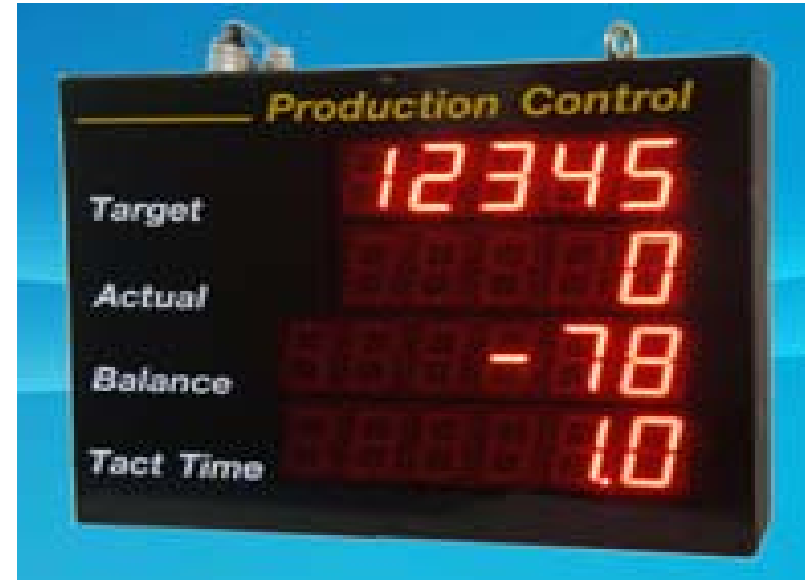 Production Control
Target 12345
Actual 0
Balance -78
Tact Time 1.0